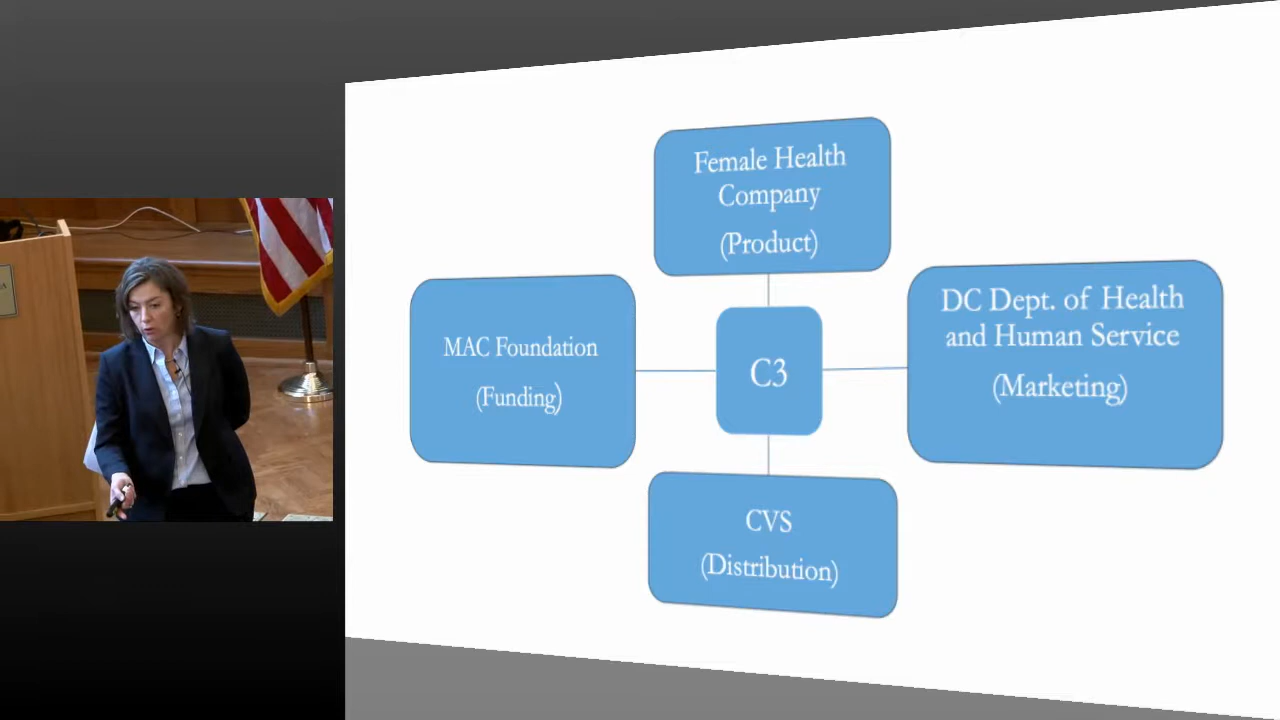 Female Health
Company
(Product)
MAC Foundation
(Funding)
C3
DC Dept. of Health
and Human Service
(Marketing)
CVS
(Distribution)